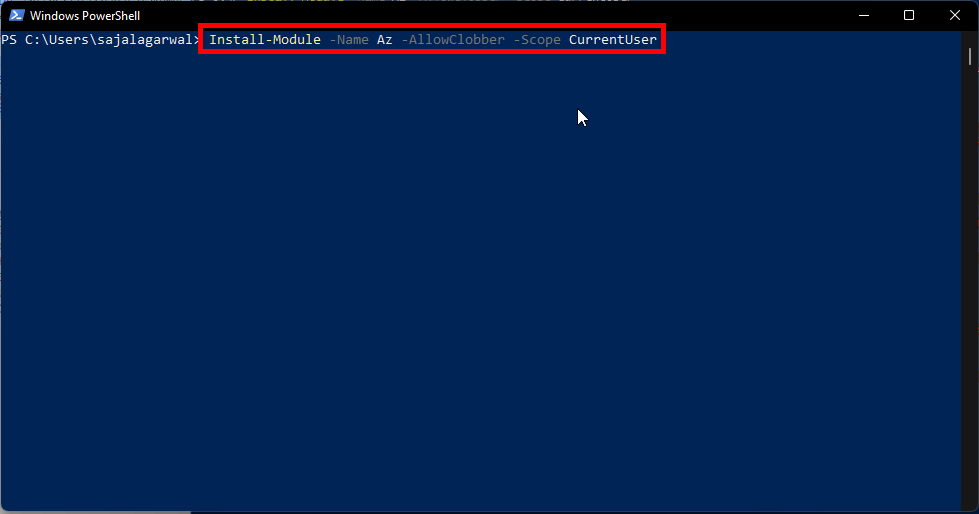 Windows PowerShell
PS C:\Users\sajalagarwal> Install-Module -Name Az -AllowClobber -Scope CurrentUser